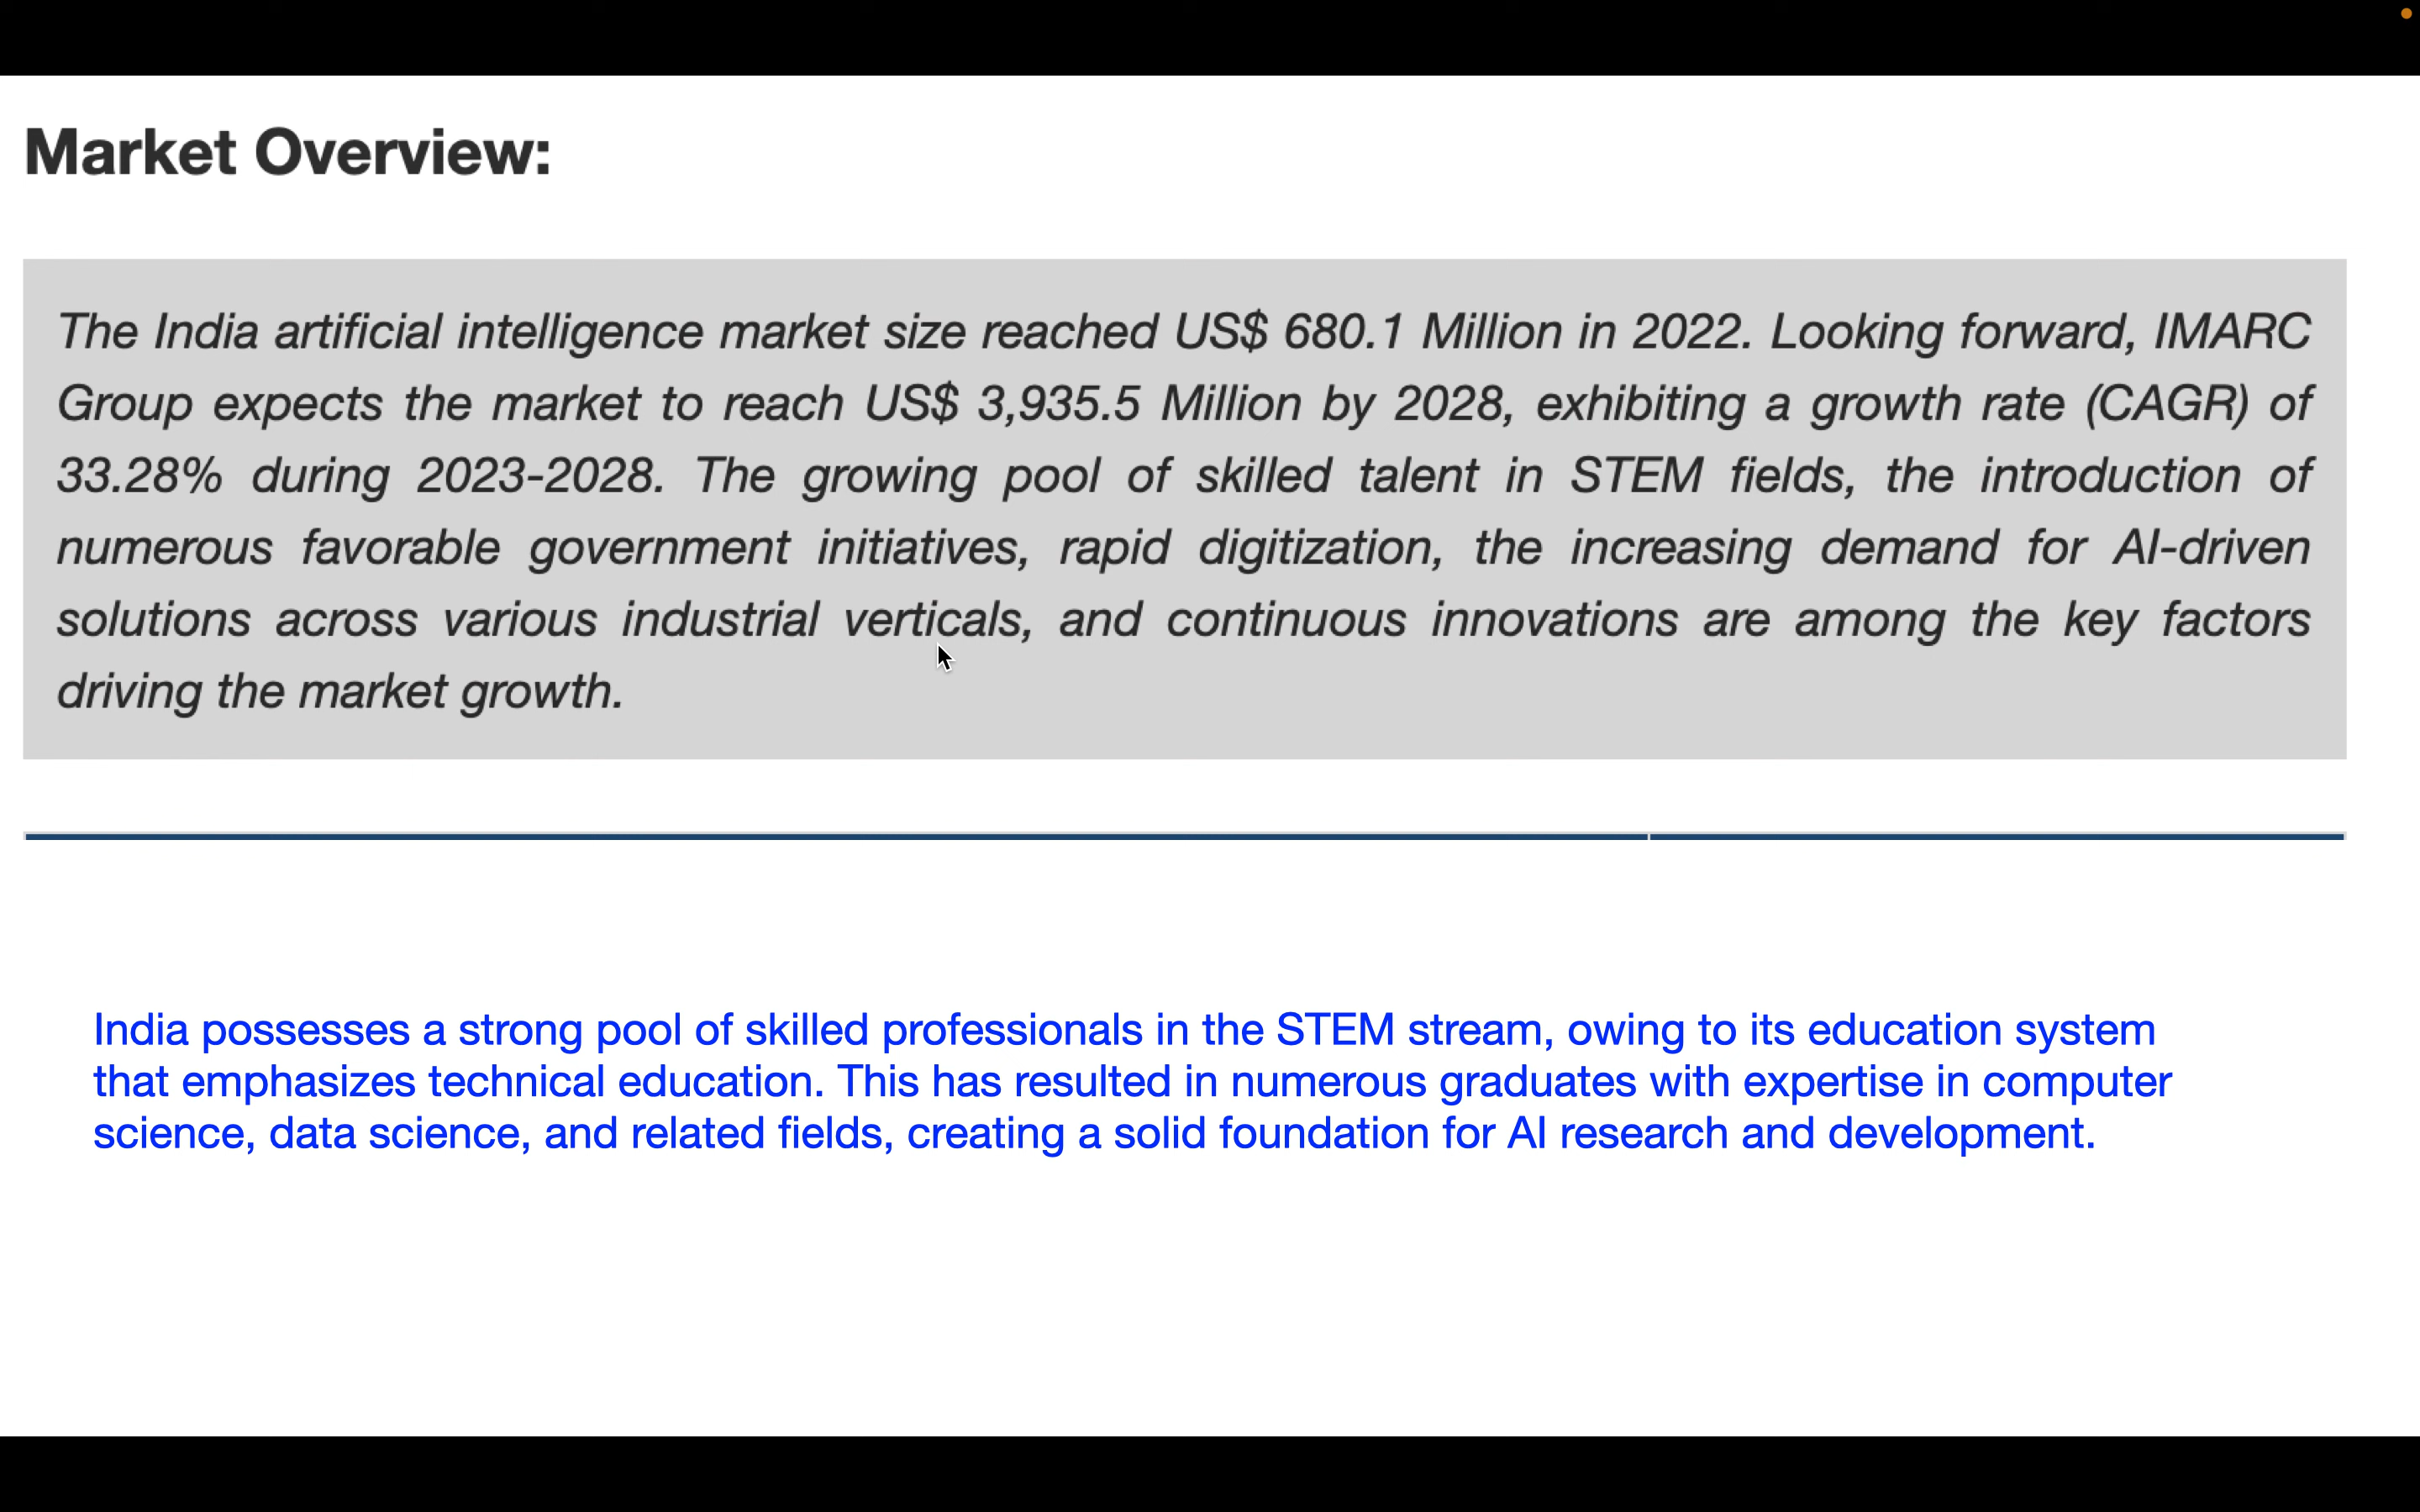 Market Overview:
The India artificial intelligence market size reached US$ 680.1 Million in 2022. Looking forward, IMARC
Group expects the market to reach US$ 3,935.5 Million by 2028, exhibiting a growth rate (CAGR) of
33.28% during 2023-2028. The growing pool of skilled talent in STEM fields, the introduction of
numerous favorable government initiatives, rapid digitization, the increasing demand for AI-driven
solutions across various industrial verticals, and continuous innovations are among the key factors
driving the market growth.
India possesses a strong pool of skilled professionals in the STEM stream, owing to its education system
that emphasizes technical education. This has resulted in numerous graduates with expertise in computer
science, data science, and related fields, creating a solid foundation for AI research and development.